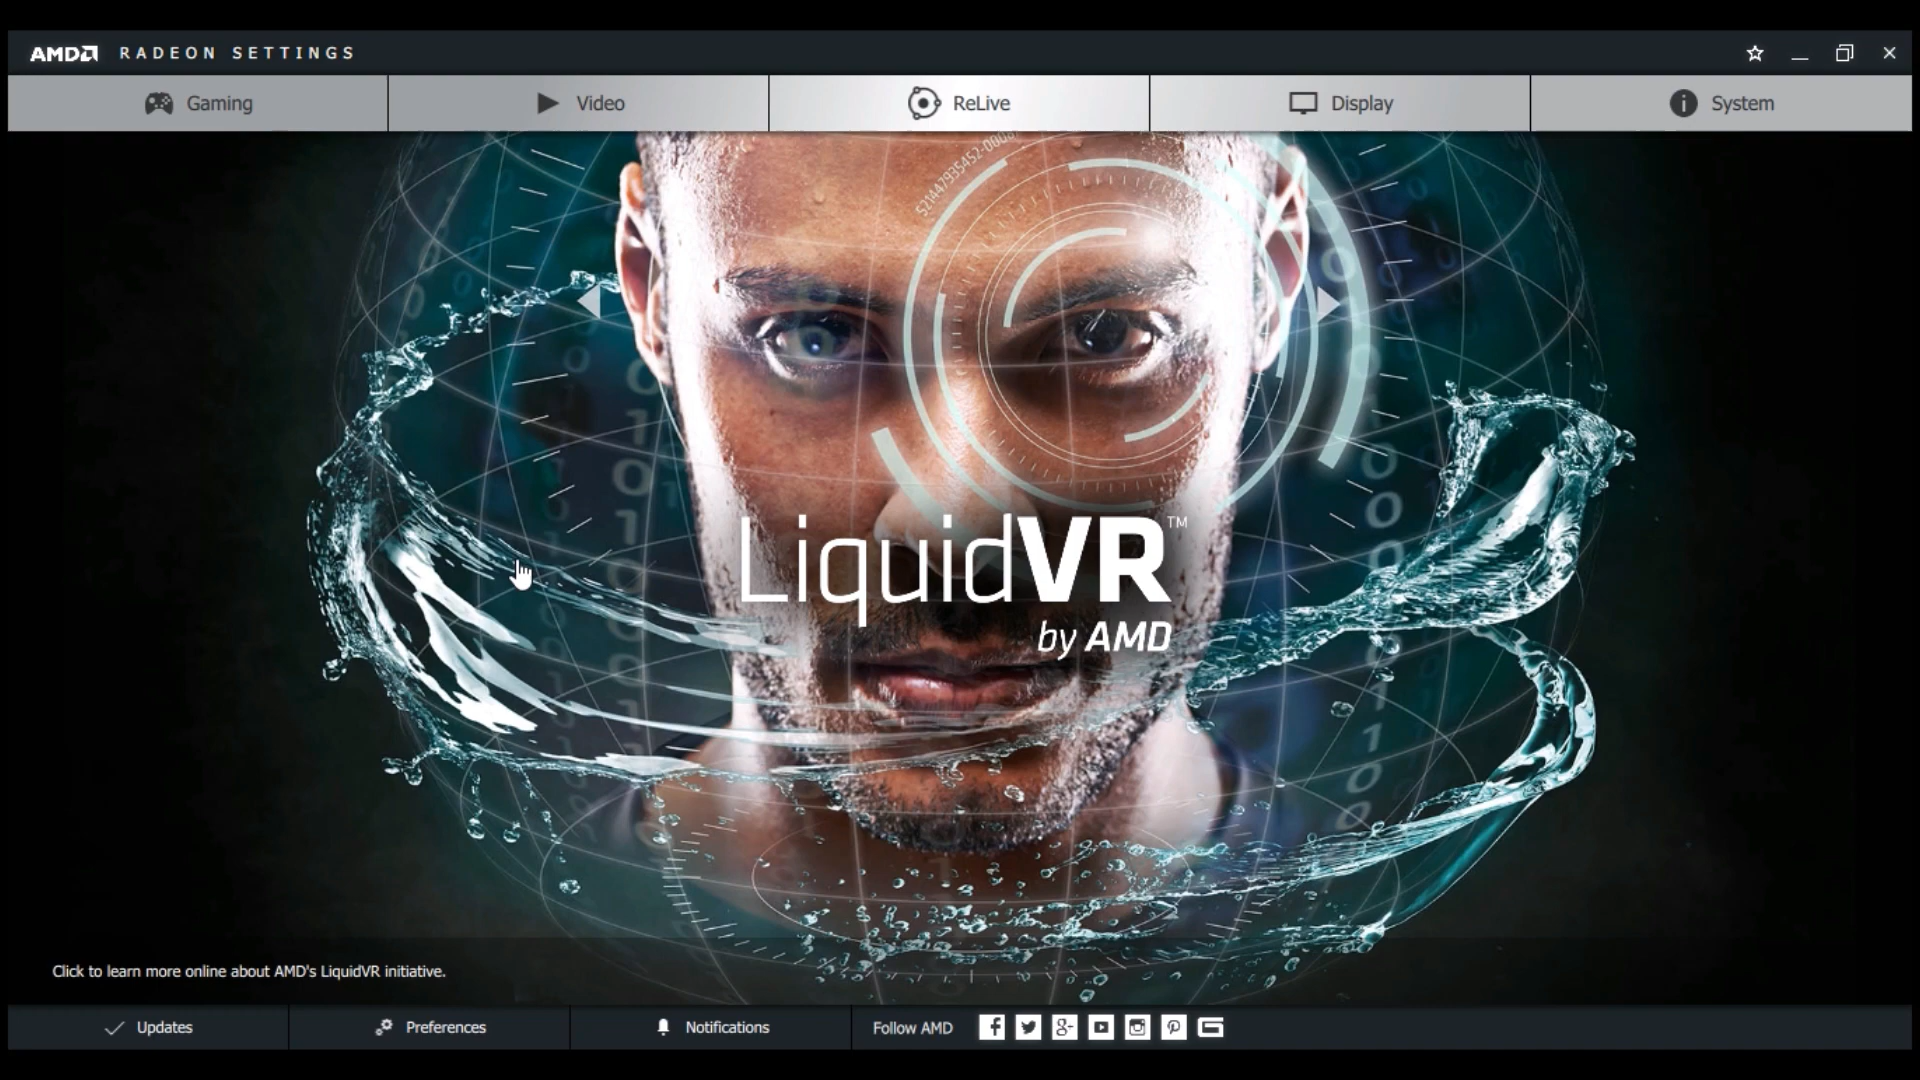 AMD RADEON SETTINGS
Gaming
Video
ReLive
Display
System
LiquidVR™
by AMD
Click to learn more online about AMD's LiquidVR initiative.
Updates
Preferences
Notifications
Follow AMD